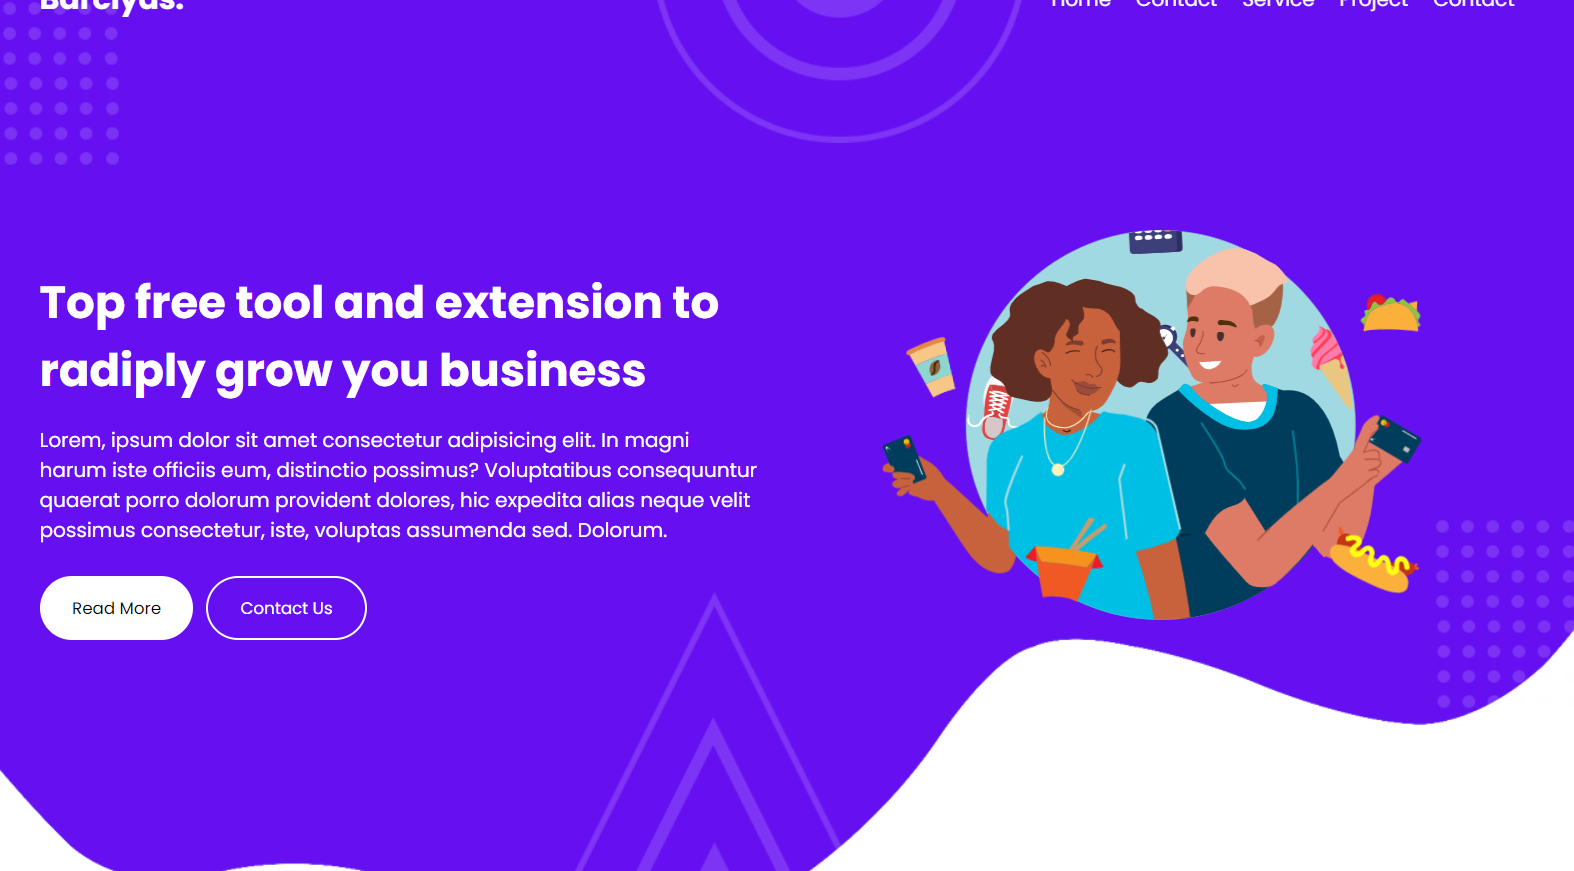 Barclyds.
Home Contact Service Project Contact
Top free tool and extension to
radiply grow you business
Lorem, ipsum dolor sit amet consectetur adipisicing elit. In magni
harum iste officiis eum, distinctio possimus? Voluptatibus consequuntur
quaerat porro dolorum provident dolores, hic expedita alias neque velit
possimus consectetur, iste, voluptas assumenda sed. Dolorum.
Read More Contact Us